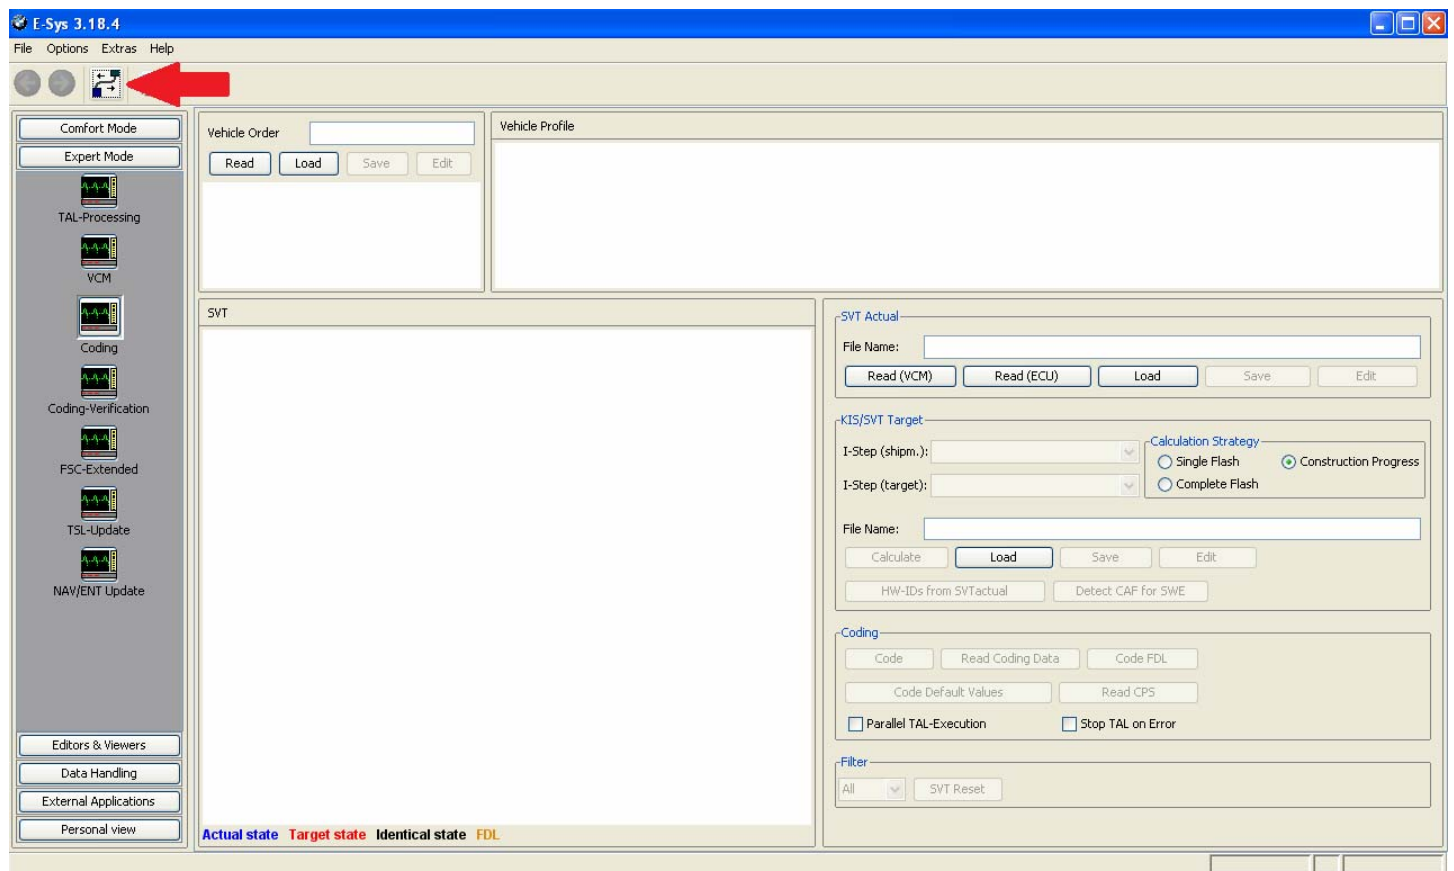 E-Sys 3.18.4
File Options Extras Help
Comfort Mode
Expert Mode
TAL-Processing
VCM
Coding
Coding-Verification
FSC-Extended
TSL-Update
NAV/ENT Update
Editors & Viewers
Data Handling
External Applications
Personal view
Vehicle Order
Read Load Save Edit
Vehicle Profile
SVT
Actual state Target state Identical state FDL
SVT Actual
File Name:
Read (VCM) Read (ECU) Load Save Edit
KIS/SVT Target
I-Step (shipm.):
I-Step (target):
Calculation Strategy
Single Flash Construction Progress
Complete Flash
File Name:
Calculate Load Save Edit
HW-IDs from SVTactual Detect CAF for SWE
Coding
Code Read Coding Data Code FDL
Code Default Values Read CPS
Parallel TAL-Execution Stop TAL on Error
Filter
All SVT Reset